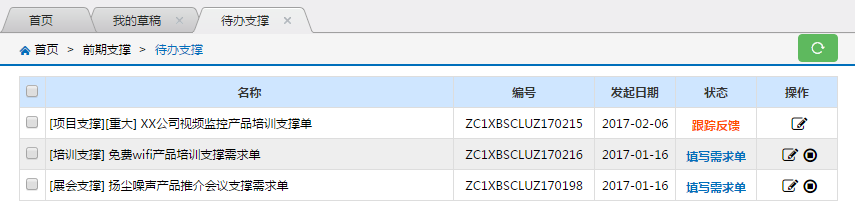 首页 我的草稿 × 待办支撑 ×
首页 > 前期支撑 > 待办支撑
名称 编号 发起日期 状态 操作
[项目支撑][重大] XX公司视频监控产品培训支撑单 ZC1XBSCLUZ170215 2017-02-06 跟踪反馈
[培训支撑] 免费wifi产品培训支撑需求单 ZC1XBSCLUZ170216 2017-01-16 填写需求单
[展会支撑] 扬尘噪声产品推介会议支撑需求单 ZC1XBSCLUZ170198 2017-01-16 填写需求单